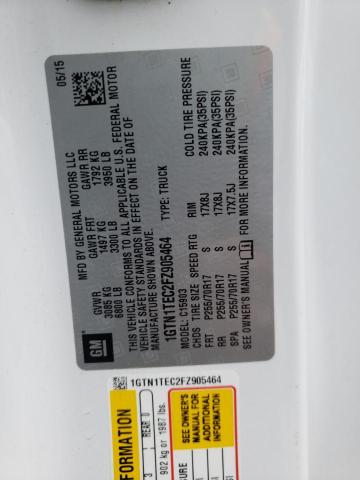 MFD BY GENERAL MOTORS LLC 05/15
GVWR GAWR FRT GAWR RR
3085 KG 1497 KG 1792 KG
6800 LB 3300 LB 3950 LB
THIS VEHICLE CONFORMS TO ALL APPLICABLE U.S. FEDERAL MOTOR
VEHICLE SAFETY STANDARDS IN EFFECT ON THE DATE OF
MANUFACTURE SHOWN ABOVE.
1GTN1TEC2FZ905464 TYPE: TRUCK
GM
MODEL: C15903
CHDS TIRE SIZE SPEED RTG RIM COLD TIRE PRESSURE
FRT P255/70R17 S 17X8J 240KPA(35PSI)
RR P255/70R17 S 17X8J 240KPA(35PSI)
SPA P255/70R17 S 17X7.5J 240KPA(35PSI)
SEE OWNER'S MANUAL FOR MORE INFORMATION.
1GTN1TEC2FZ905464
FORMATION
3 REAR 0
902 kg or 1987 lbs.
SURE
SEE OWNER'S
MANUAL FOR
ADDITIONAL
INFORMATION